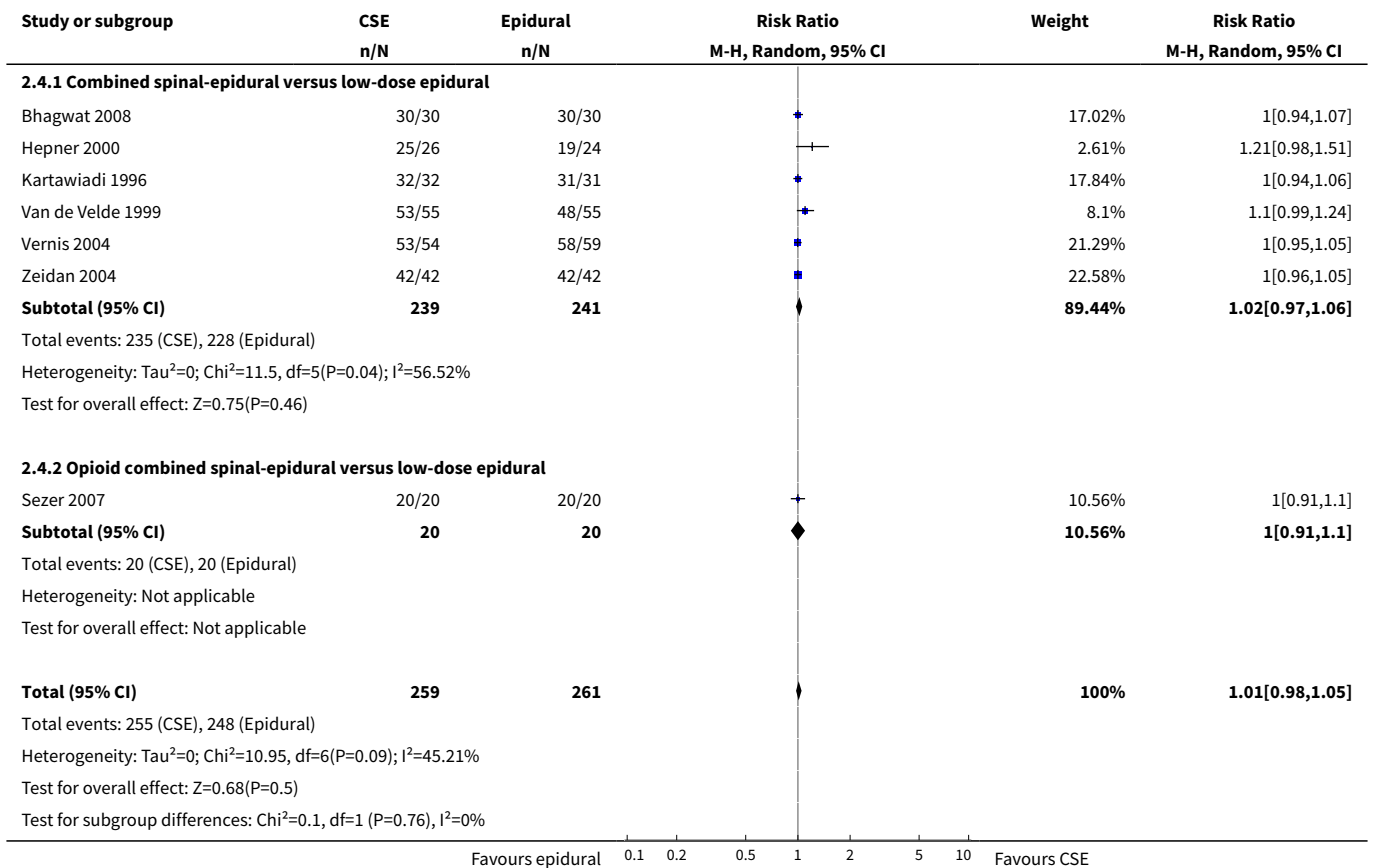 Study or subgroup CSE Epidural Risk Ratio Weight Risk Ratio
n/N n/N M-H, Random, 95% CI M-H, Random, 95% CI
2.4.1 Combined spinal-epidural versus low-dose epidural
Bhagwat 2008 30/30 30/30 17.02% 1[0.94,1.07]
Hepner 2000 25/26 19/24 2.61% 1.21[0.98,1.51]
Kartawiadi 1996 32/32 31/31 17.84% 1[0.94,1.06]
Van de Velde 1999 53/55 48/55 8.1% 1.1[0.99,1.24]
Vernis 2004 53/54 58/59 21.29% 1[0.95,1.05]
Zeidan 2004 42/42 42/42 22.58% 1[0.96,1.05]
Subtotal (95% CI) 239 241 89.44% 1.02[0.97,1.06]
Total events: 235 (CSE), 228 (Epidural)
Heterogeneity: Tau²=0; Chi²=11.5, df=5(P=0.04); I²=56.52%
Test for overall effect: Z=0.75(P=0.46)
2.4.2 Opioid combined spinal-epidural versus low-dose epidural
Sezer 2007 20/20 20/20 10.56% 1[0.91,1.1]
Subtotal (95% CI) 20 20 10.56% 1[0.91,1.1]
Total events: 20 (CSE), 20 (Epidural)
Heterogeneity: Not applicable
Test for overall effect: Not applicable
Total (95% CI) 259 261 100% 1.01[0.98,1.05]
Total events: 255 (CSE), 248 (Epidural)
Heterogeneity: Tau²=0; Chi²=10.95, df=6(P=0.09); I²=45.21%
Test for overall effect: Z=0.68(P=0.5)
Test for subgroup differences: Chi²=0.1, df=1 (P=0.76), I²=0%
Favours epidural 0.1 0.2 0.5 1 2 5 10 Favours CSE